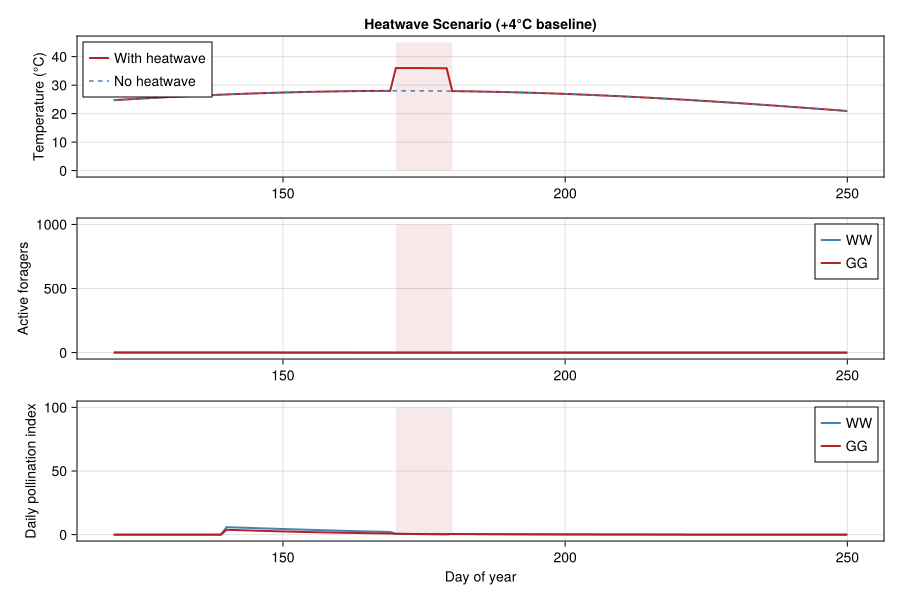 Heatwave Scenario (+4°C baseline)
Temperature (°C)
40
30
20
10
0
With heatwave
No heatwave
150
200
250
Active foragers
1000
500
0
WW
GG
150
200
250
Daily pollination index
100
50
0
WW
GG
150
200
250
Day of year